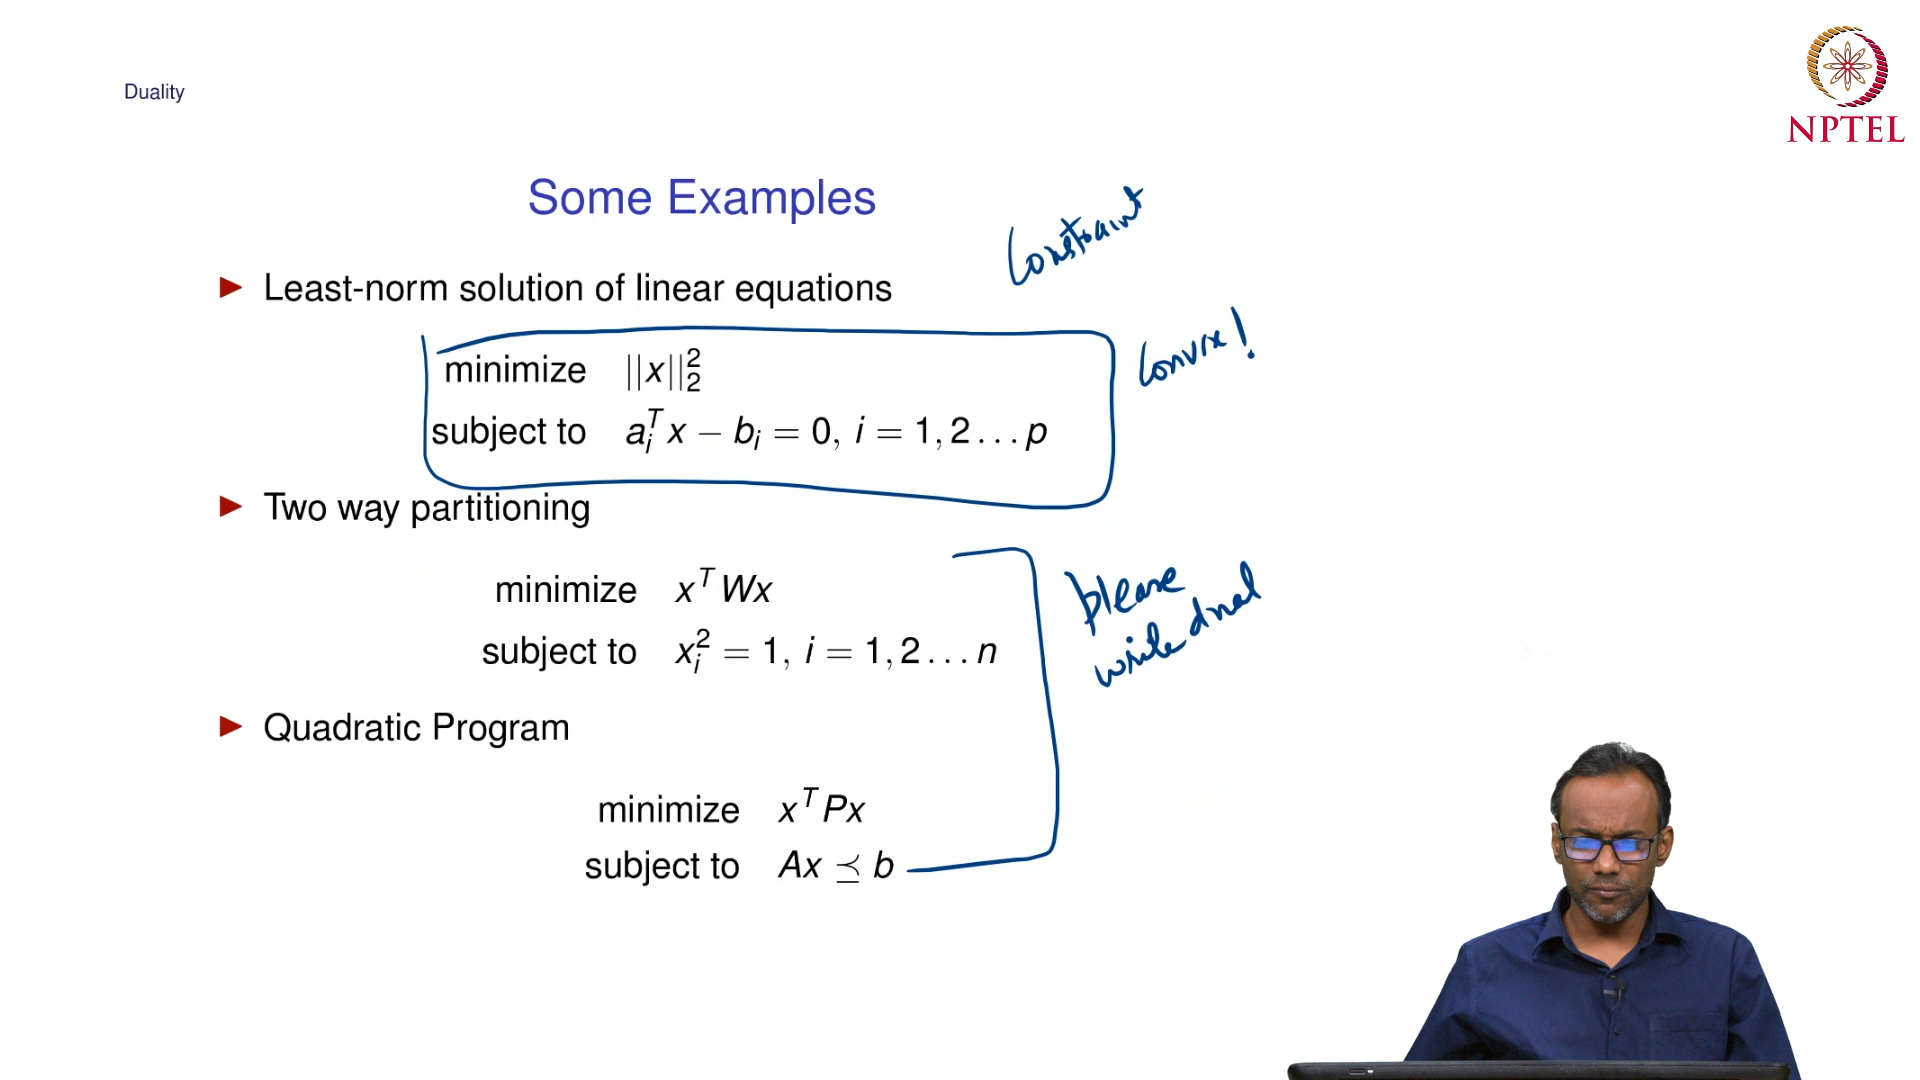 Duality
NPTEL
Some Examples
Constraint
▶ Least-norm solution of linear equations
minimize ||x||₂²
Convex!
subject to aᵢᵀx − bᵢ = 0, i = 1, 2 . . . p
▶ Two way partitioning
minimize xᵀWx
subject to xᵢ² = 1, i = 1, 2 . . . n
please
write dual
▶ Quadratic Program
minimize xᵀPx
subject to Ax ⪯ b